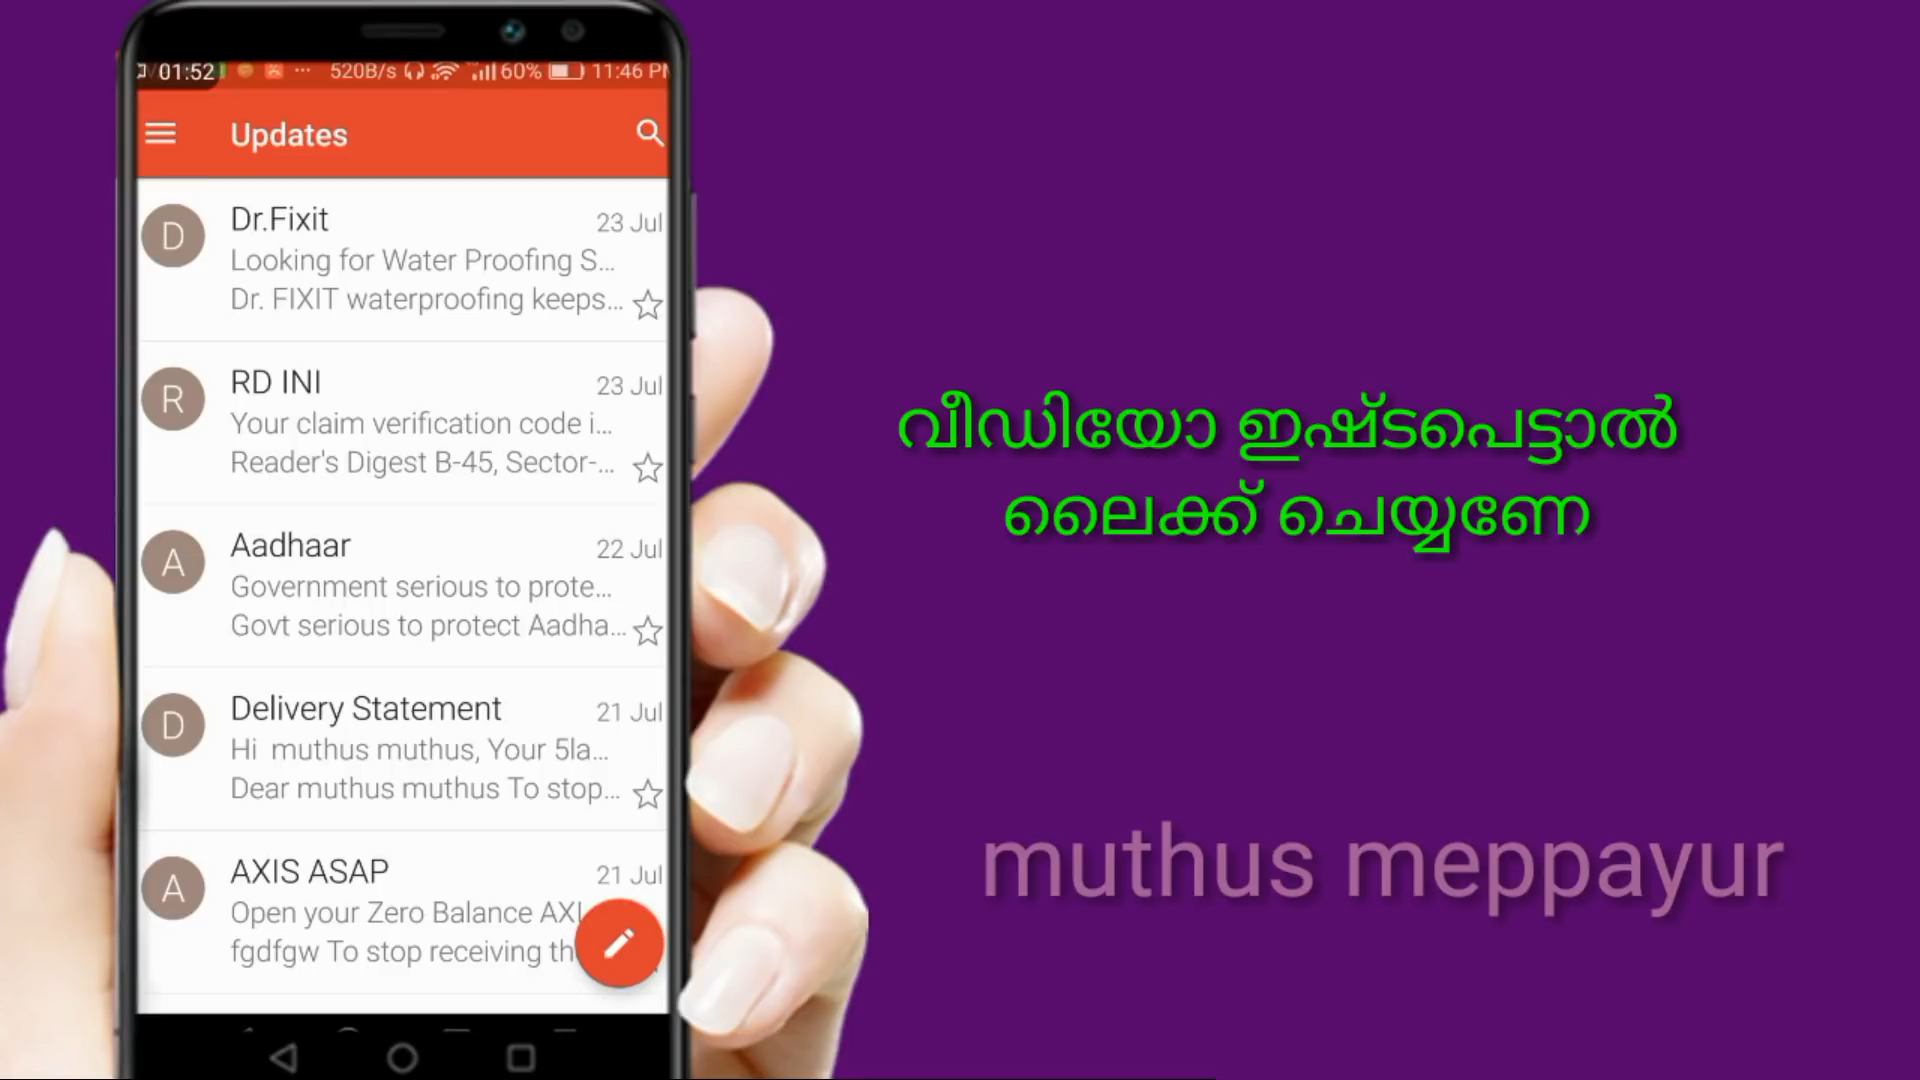 01:52 ... 520B/s 60% 11:46 PM
Updates
D
Dr.Fixit 23 Jul
Looking for Water Proofing S...
Dr. FIXIT waterproofing keeps...
R
RD INI 23 Jul
Your claim verification code i...
Reader's Digest B-45, Sector-...
A
Aadhaar 22 Jul
Government serious to prote...
Govt serious to protect Aadha...
D
Delivery Statement 21 Jul
Hi muthus muthus, Your 5la...
Dear muthus muthus To stop...
A
AXIS ASAP 21 Jul
Open your Zero Balance AXI
fgdfgw To stop receiving th
വീഡിയോ ഇഷ്ടപെട്ടാൽ
ലൈക്ക് ചെയ്യണേ
muthus meppayur